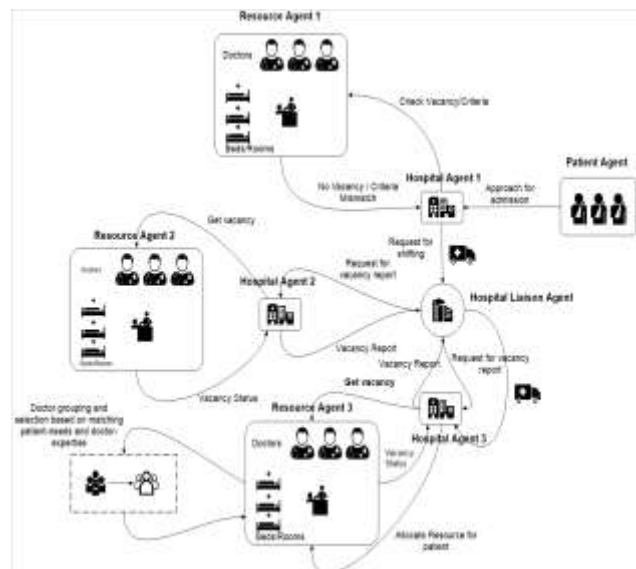 Resource Agent 1
Doctors
Beds/Rooms
Check Vacancy/Criteria
Patient Agent
No Vacancy / Criteria
Mismatch
Hospital Agent 1
Approach for
admission
Get vacancy
Resource Agent 2
Request for
shifting
Request for
vacancy report
Hospital Agent 2
Hospital Liaison Agent
Vacancy Report
Vacancy Report
Request for vacancy
report
Vacancy Status
Get vacancy
Doctor grouping and
selection based on matching
patient needs and doctor
expertise
Resource Agent 3
Doctors
Hospital Agent 3
Vacancy
Status
Beds/Rooms
Allocate Resource for
patient